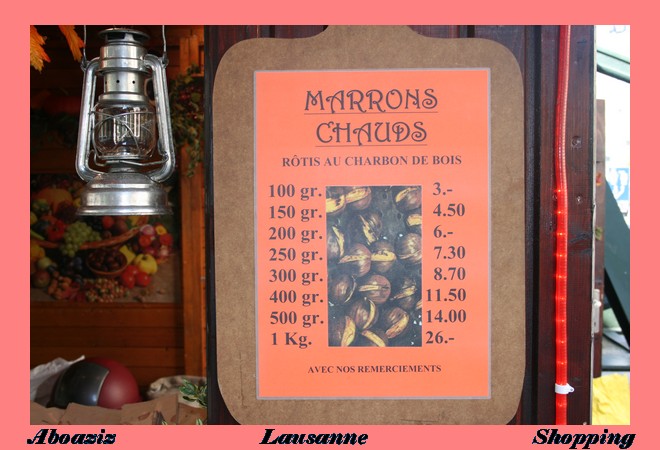 MARRONS
CHAUDS
RÔTIS AU CHARBON DE BOIS
100 gr. 3.-
150 gr. 4.50
200 gr. 6.-
250 gr. 7.30
300 gr. 8.70
400 gr. 11.50
500 gr. 14.00
1 Kg. 26.-
AVEC NOS REMERCIEMENTS
Aboaziz Lausanne Shopping